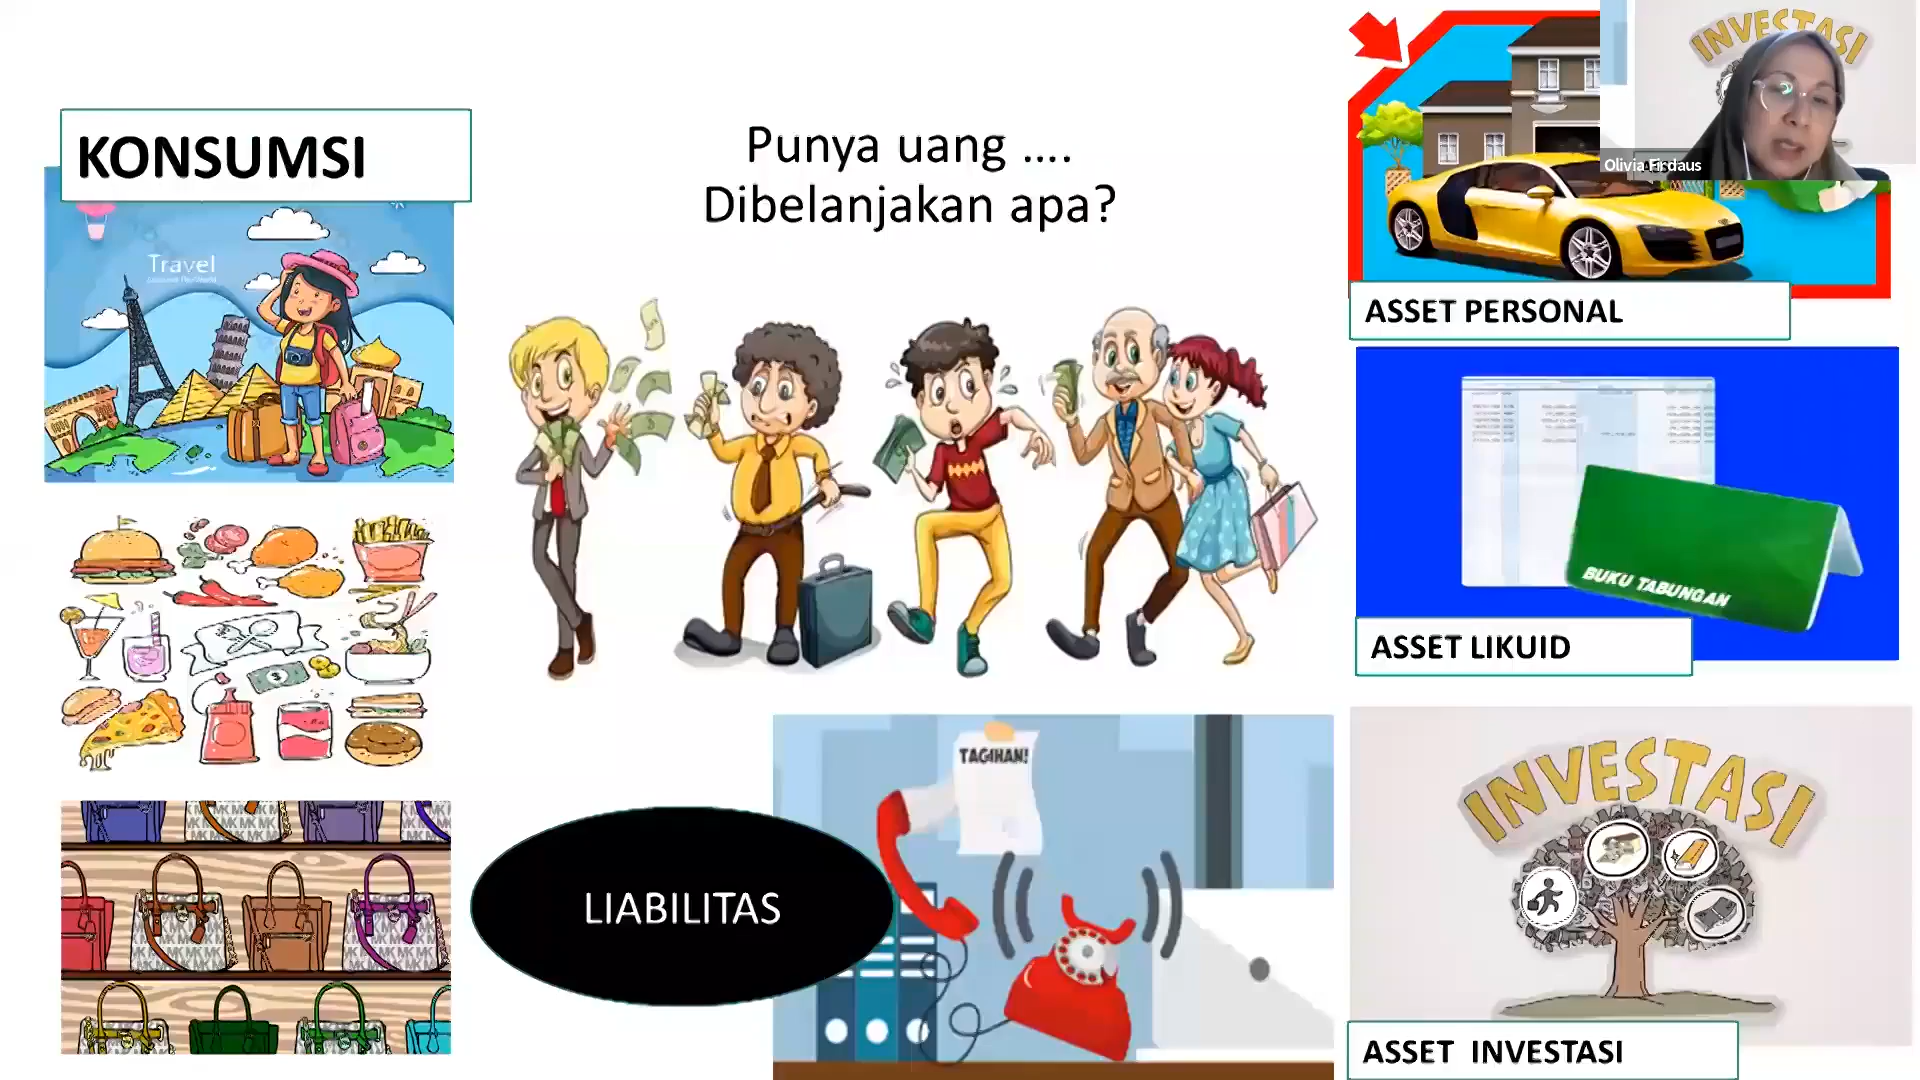 KONSUMSI
Travel
Punya uang ....
Dibelanjakan apa?
INVESTASI
Olivia Firdaus
ASSET PERSONAL
BUKU TABUNGAN
ASSET LIKUID
TAGIHAN!
LIABILITAS
INVESTASI
ASSET INVESTASI